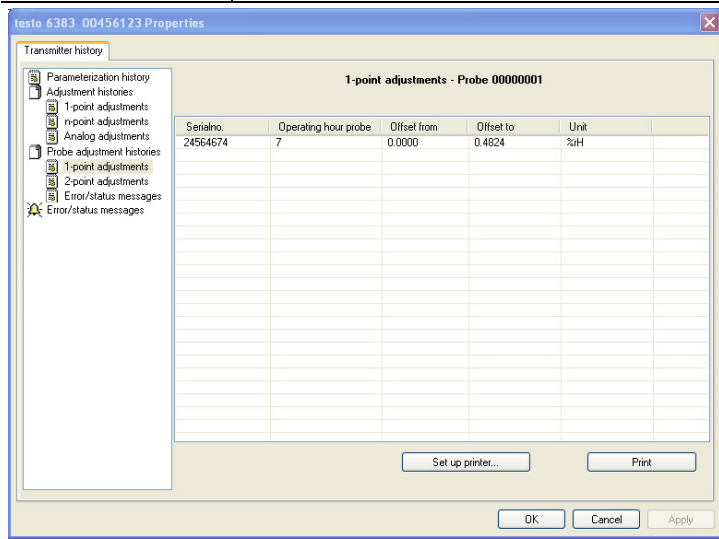 testo 6383 00456123 Properties
Transmitter history
Parameterization history
Adjustment histories
1-point adjustments
n-point adjustments
Analog adjustments
Probe adjustment histories
1-point adjustments
2-point adjustments
Error/status messages
Error/status messages
1-point adjustments - Probe 00000001
Serialno. Operating hour probe Offset from Offset to Unit
24564674 7 0.0000 0.4824 %rH
Set up printer... Print
OK Cancel Apply